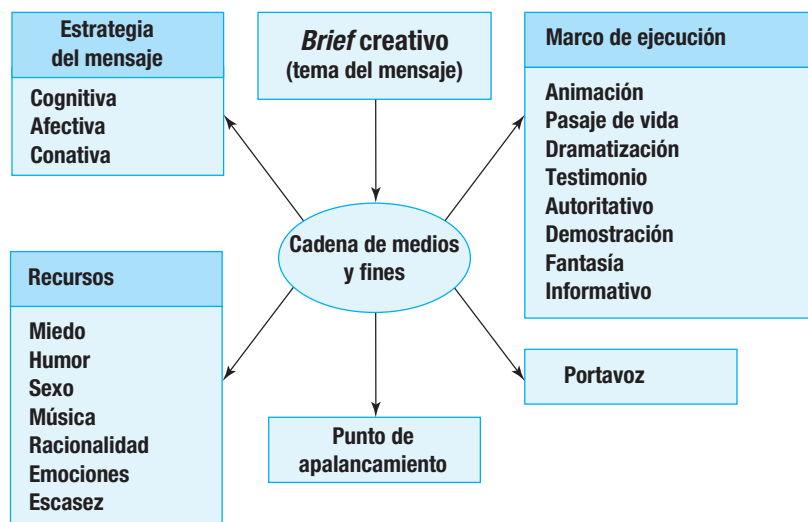 Estrategia
del mensaje
Cognitiva
Afectiva
Conativa
Brief creativo
(tema del mensaje)
Marco de ejecución
Animación
Pasaje de vida
Dramatización
Testimonio
Autoritativo
Demostración
Fantasía
Informativo
Cadena de medios
y fines
Recursos
Miedo
Humor
Sexo
Música
Racionalidad
Emociones
Escasez
Punto de
apalancamiento
Portavoz